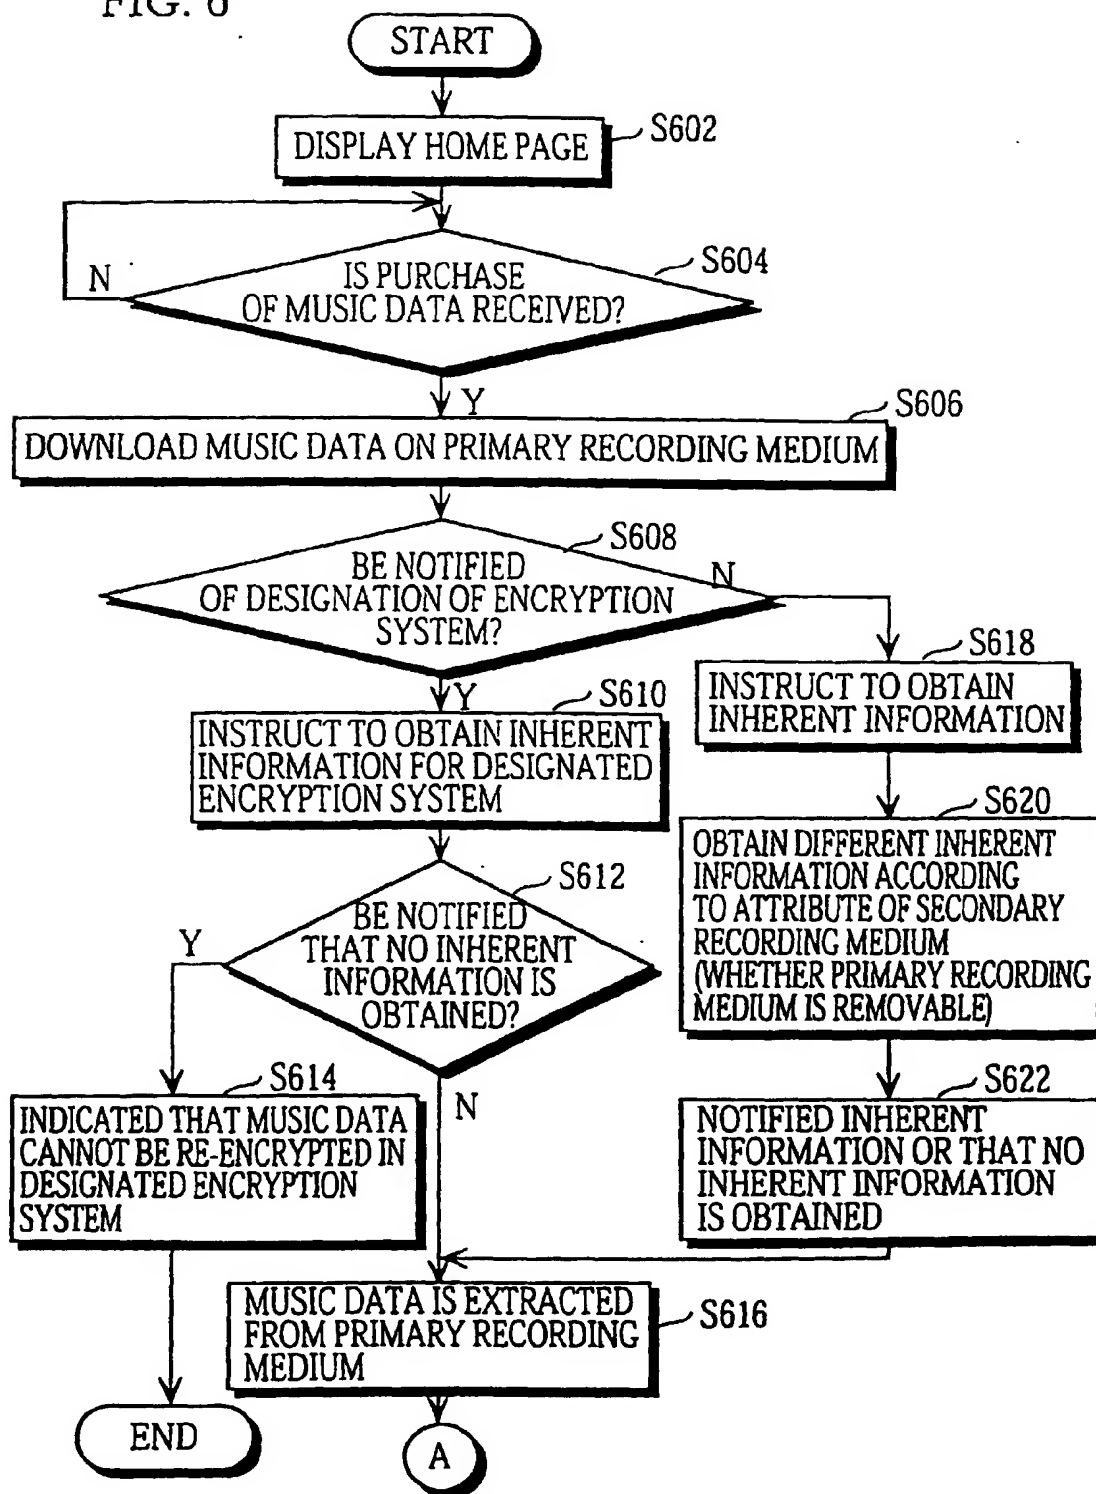 FIG. 6
START
DISPLAY HOME PAGE
S602
IS PURCHASE
OF MUSIC DATA RECEIVED?
S604
N
Y
S606
DOWNLOAD MUSIC DATA ON PRIMARY RECORDING MEDIUM
S608
BE NOTIFIED
OF DESIGNATION OF ENCRYPTION
SYSTEM?
N
Y
S610
INSTRUCT TO OBTAIN INHERENT
INFORMATION FOR DESIGNATED
ENCRYPTION SYSTEM
S618
INSTRUCT TO OBTAIN
INHERENT INFORMATION
S612
BE NOTIFIED
THAT NO INHERENT
INFORMATION IS
OBTAINED?
Y
N
S620
OBTAIN DIFFERENT INHERENT
INFORMATION ACCORDING
TO ATTRIBUTE OF SECONDARY
RECORDING MEDIUM
(WHETHER PRIMARY RECORDING
MEDIUM IS REMOVABLE)
S614
INDICATED THAT MUSIC DATA
CANNOT BE RE-ENCRYPTED IN
DESIGNATED ENCRYPTION
SYSTEM
S622
NOTIFIED INHERENT
INFORMATION OR THAT NO
INHERENT INFORMATION
IS OBTAINED
MUSIC DATA IS EXTRACTED
FROM PRIMARY RECORDING
MEDIUM
S616
END
A